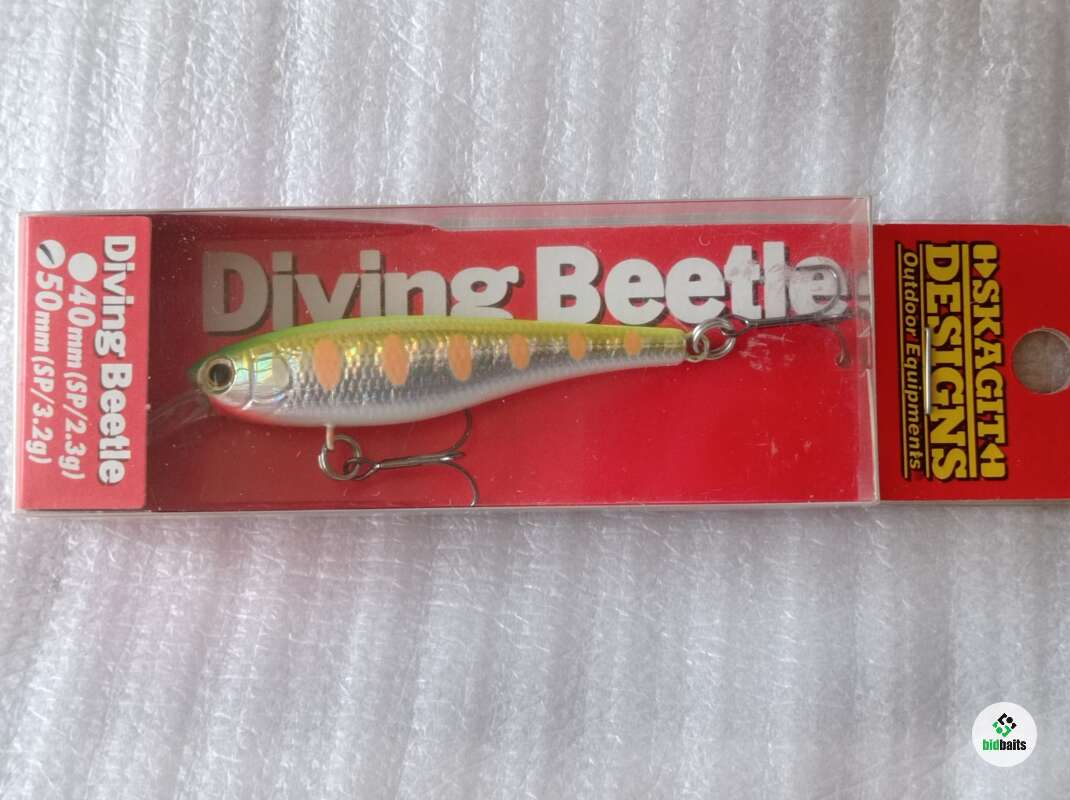 Diving Beetle
Diving Beetle
40mm(SP/2.3g)
50mm(SP/3.2g)
SKAGIT
DESIGNS
Outdoor Equipments
bidbaits